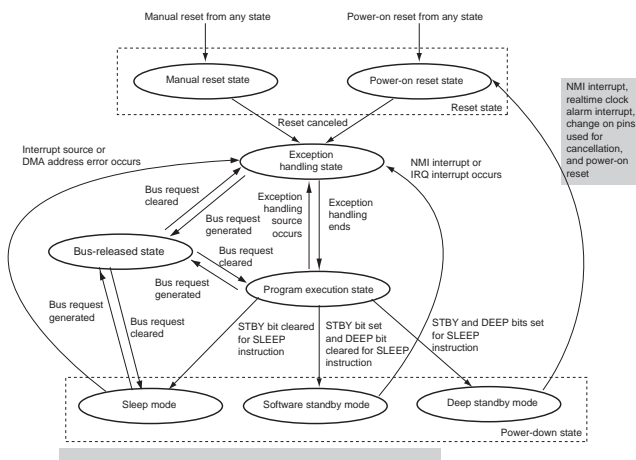 Manual reset from any state
Power-on reset from any state
Manual reset state
Power-on reset state
Reset state
Reset canceled
NMI interrupt,
realtime clock
alarm interrupt,
change on pins
used for
cancellation,
and power-on
reset
Interrupt source or
DMA address error occurs
Exception
handling state
NMI interrupt or
IRQ interrupt occurs
Bus request
cleared
Bus request
generated
Exception
handling
source
occurs
Exception
handling
ends
Bus-released state
Bus request
cleared
Bus request
generated
Program execution state
Bus request
generated
Bus request
cleared
STBY bit cleared
for SLEEP
instruction
STBY bit set
and DEEP bit
cleared for SLEEP
instruction
STBY and DEEP bits set
for SLEEP
instruction
Sleep mode
Software standby mode
Deep standby mode
Power-down state